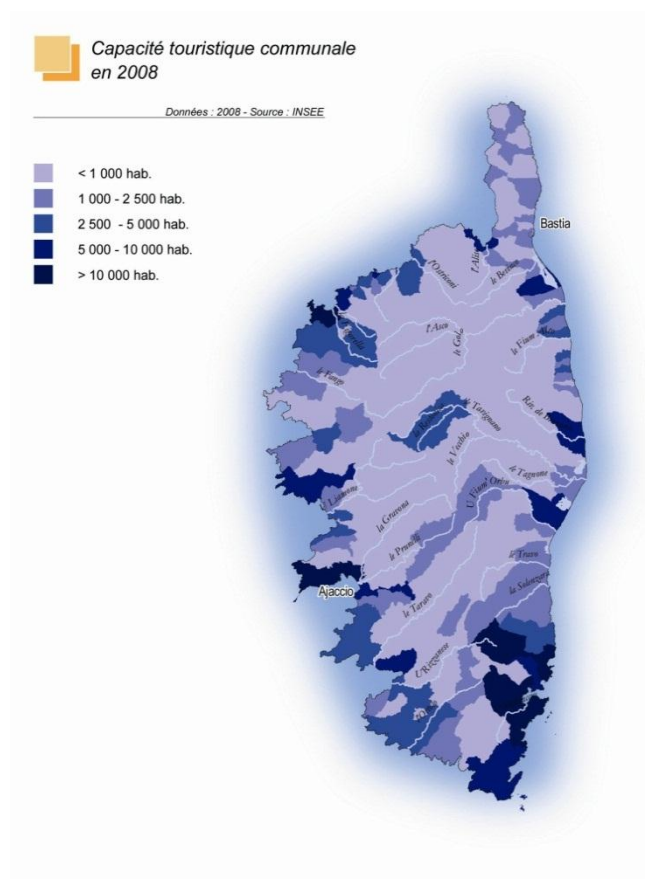 Capacité touristique communale
en 2008
Données : 2008 - Source : INSEE
< 1 000 hab.
1 000 - 2 500 hab.
2 500 - 5 000 hab.
5 000 - 10 000 hab.
> 10 000 hab.
Bastia
l'Ostriconi
l'Aliso
le Bevinco
l'Asco
le Golo
le Fango
le Tavignano
le Vecchio
le Tagnone
U Fium'Orbu
U Liamone
la Gravona
le Prunelli
le Travo
la Solenzara
Ajaccio
le Taravo
U Rizzanese